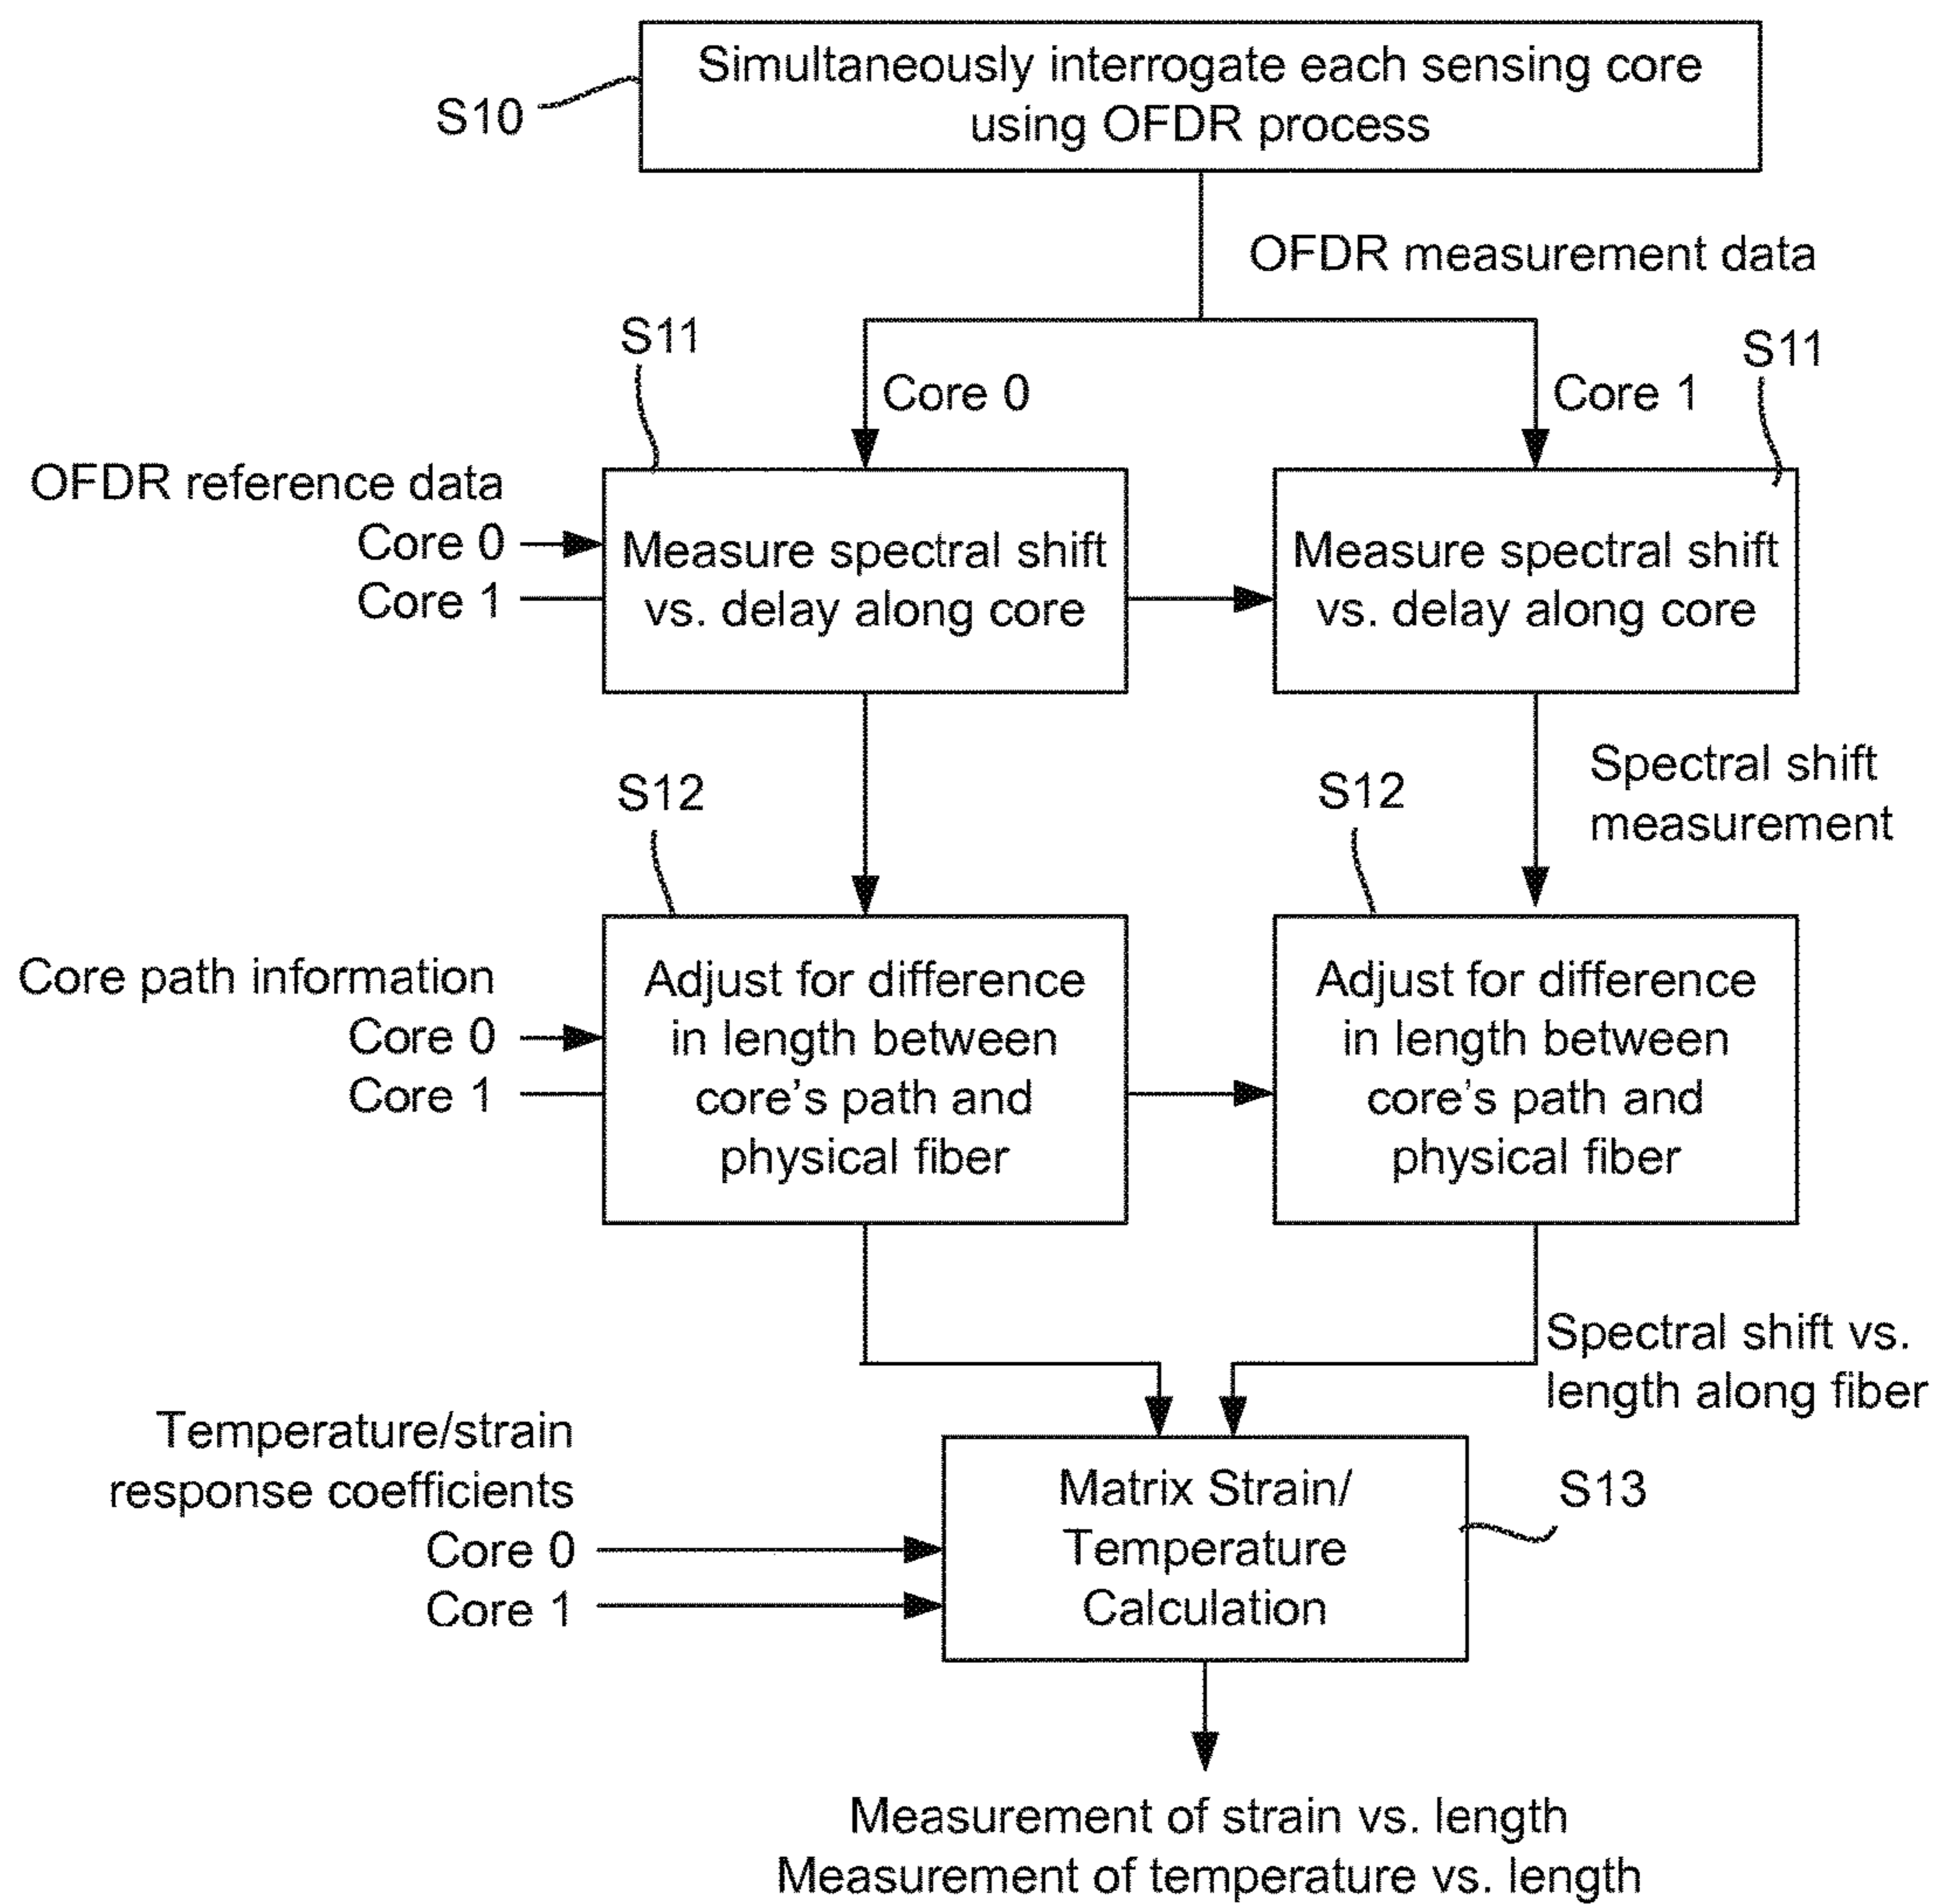 Simultaneously interrogate each sensing core
using OFDR process
S10
OFDR measurement data
S11
S11
Core 0
Core 1
OFDR reference data
Core 0
Core 1
Measure spectral shift
vs. delay along core
Measure spectral shift
vs. delay along core
Spectral shift
measurement
S12
S12
Core path information
Core 0
Core 1
Adjust for difference
in length between
core's path and
physical fiber
Adjust for difference
in length between
core's path and
physical fiber
Spectral shift vs.
length along fiber
Temperature/strain
response coefficients
Core 0
Core 1
Matrix Strain/
Temperature
Calculation
S13
Measurement of strain vs. length
Measurement of temperature vs. length